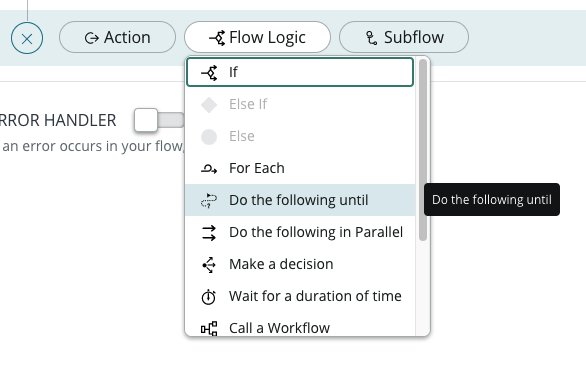 Action Flow Logic Subflow
If
Else If
RROR HANDLER
Else
an error occurs in your flow,
For Each
Do the following until
Do the following until
Do the following in Parallel
Make a decision
Wait for a duration of time
Call a Workflow